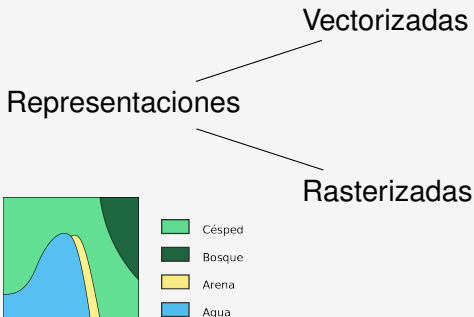 Vectorizadas
Representaciones
Rasterizadas
Césped
Bosque
Arena
Agua